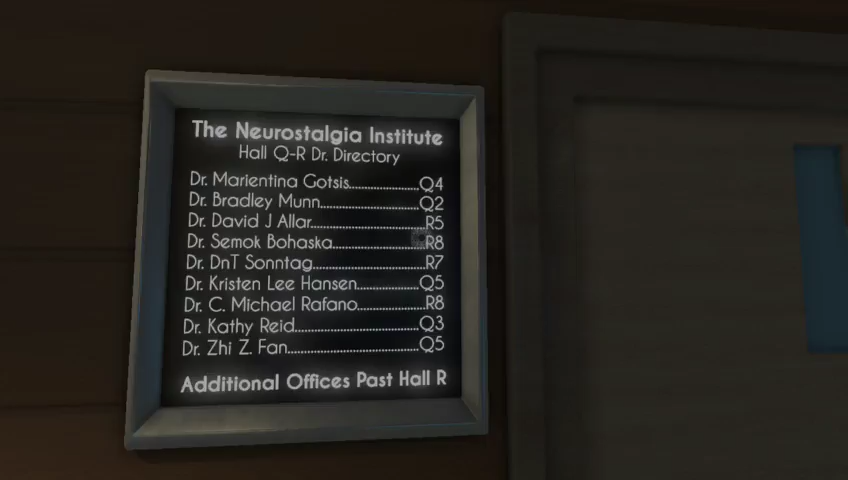 The Neurostalgia Institute
Hall Q-R Dr. Directory
Dr. Marientina Gotsis....................Q4
Dr. Bradley Munn............................Q2
Dr. David J Allar................................R5
Dr. Semok Bohaska.........................R8
Dr. DnT Sonntag...............................R7
Dr. Kristen Lee Hansen..................Q5
Dr. C. Michael Rafano...................R8
Dr. Kathy Reid...................................Q3
Dr. Zhi Z. Fan.....................................Q5
Additional Offices Past Hall R